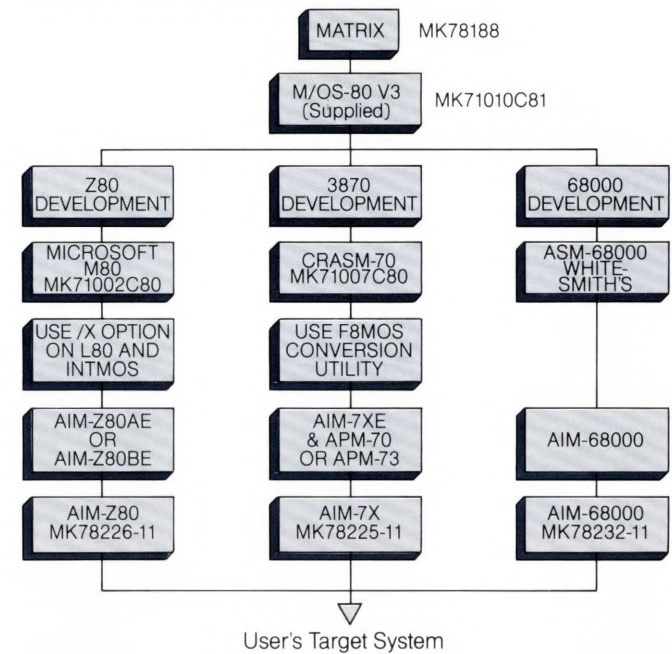 MATRIX
MK78188
M/OS-80 V3
(Supplied)
MK71010C81
Z80
DEVELOPMENT
3870
DEVELOPMENT
68000
DEVELOPMENT
MICROSOFT
M80
MK71002C80
CRASM-70
MK71007C80
ASM-68000
WHITE-
SMITH'S
USE /X OPTION
ON L80 AND
INTMOS
USE F8MOS
CONVERSION
UTILITY
AIM-Z80AE
OR
AIM-Z80BE
AIM-7XE
& APM-70
OR APM-73
AIM-68000
AIM-Z80
MK78226-11
AIM-7X
MK78225-11
AIM-68000
MK78232-11
User's Target System